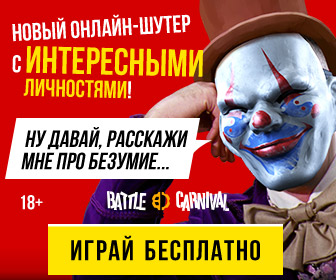 НОВЫЙ ОНЛАЙН-ШУТЕР
С ИНТЕРЕСНЫМИ
ЛИЧНОСТЯМИ!
НУ ДАВАЙ, РАССКАЖИ
МНЕ ПРО БЕЗУМИЕ...
18+ BATTLE CARNIVAL
ИГРАЙ БЕСПЛАТНО